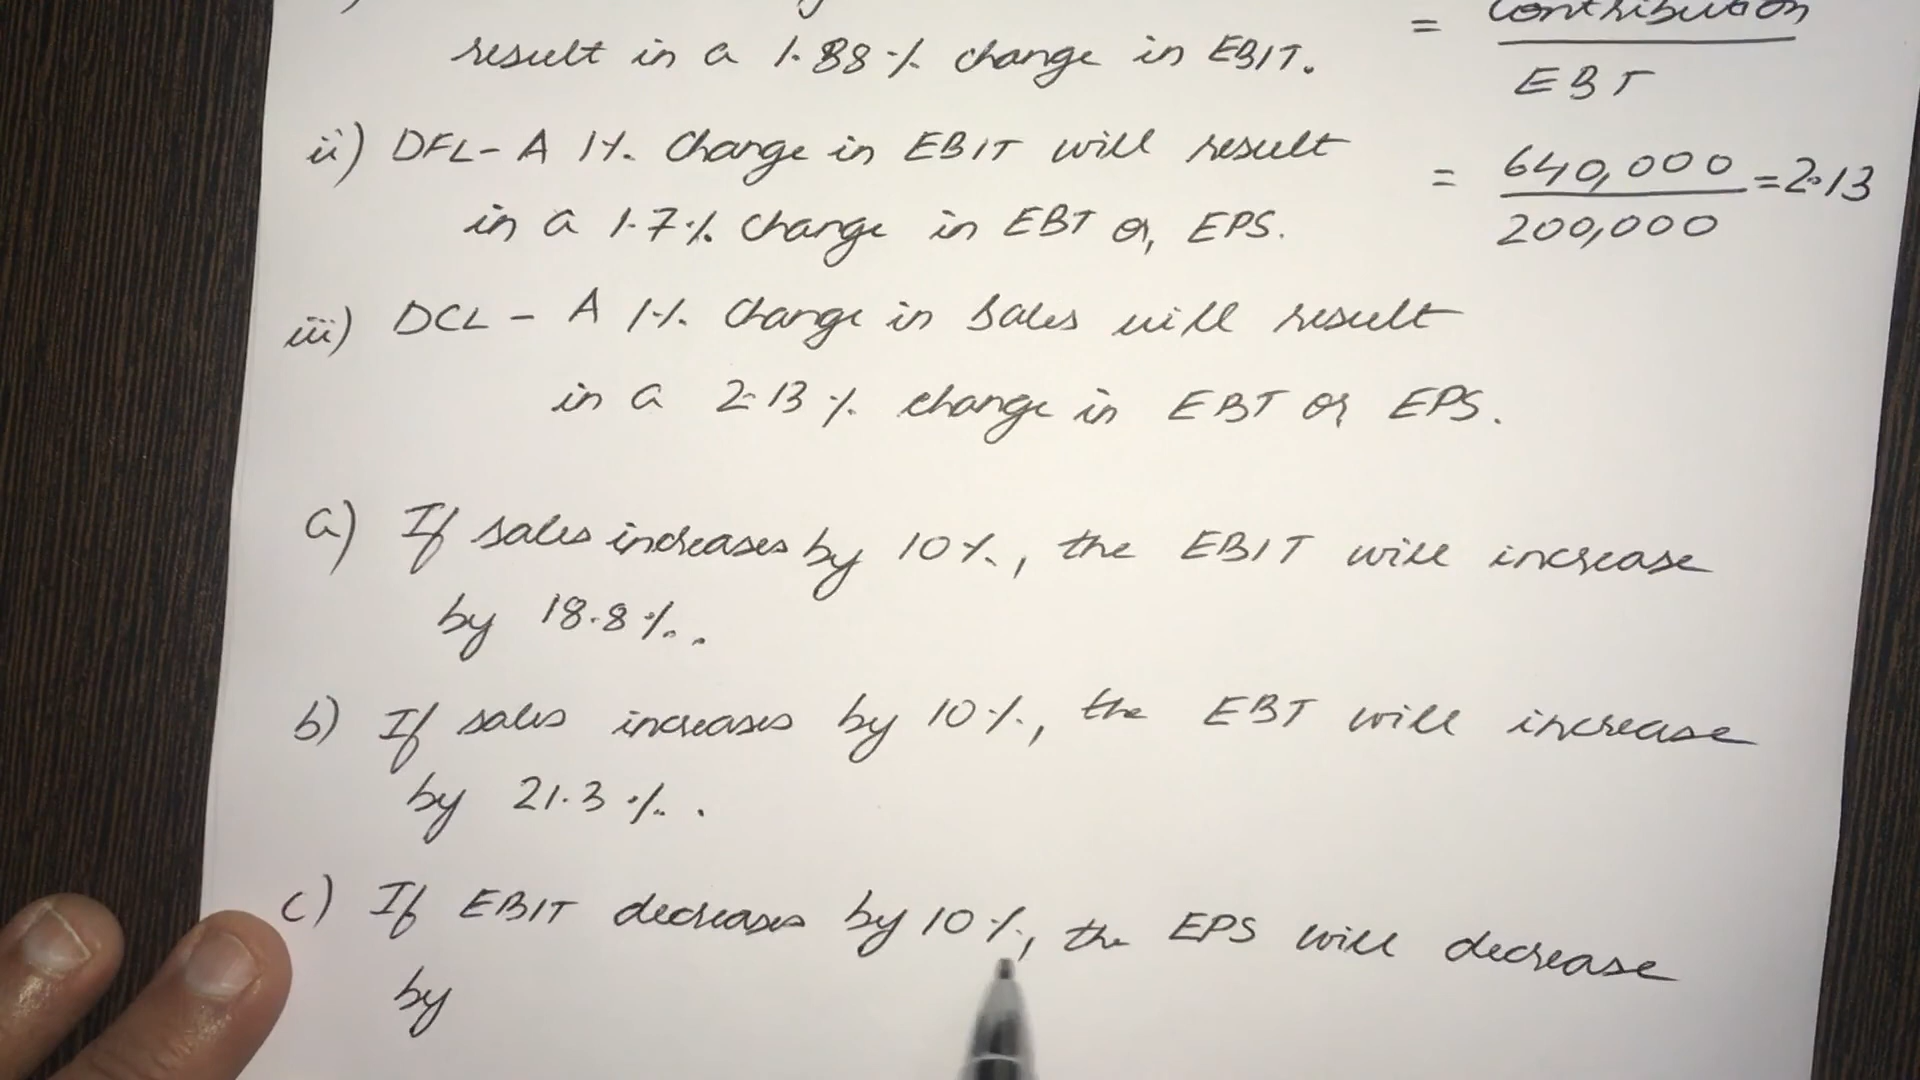 = Contribution
result in a 1.88 % change in EBIT.
EBT
ii) DFL - A 1%. Change in EBIT will result
= 640,000 = 2.13
in a 1.7 % change in EBT or, EPS.
200,000
iii) DCL - A 1%. Change in Sales will result
in a 2.13 % change in EBT or EPS.
a) If sales increases by 10%., the EBIT will increase
by 18.8 %..
b) If sales increases by 10%., the EBT will increase
by 21.3 %. .
c) If EBIT decreases by 10%., the EPS will decrease
by